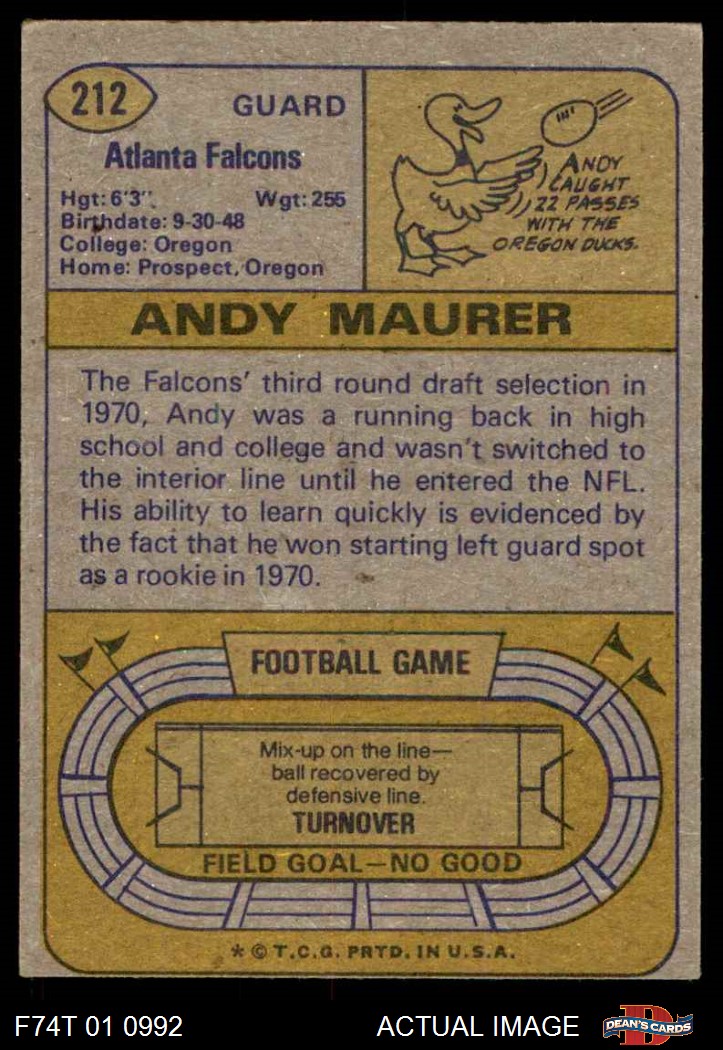 212
GUARD
Atlanta Falcons
Hgt: 6'3". Wgt: 255
Birthdate: 9-30-48
College: Oregon
Home: Prospect, Oregon
ANDY
CAUGHT
22 PASSES
WITH THE
OREGON DUCKS.
ANDY MAURER
The Falcons' third round draft selection in
1970, Andy was a running back in high
school and college and wasn't switched to
the interior line until he entered the NFL.
His ability to learn quickly is evidenced by
the fact that he won starting left guard spot
as a rookie in 1970.
FOOTBALL GAME
Mix-up on the line—
ball recovered by
defensive line.
TURNOVER
FIELD GOAL—NO GOOD
* © T.C.G. PRTD. IN U.S.A.
F74T 01 0992
ACTUAL IMAGE
D
DEAN'S CARDS